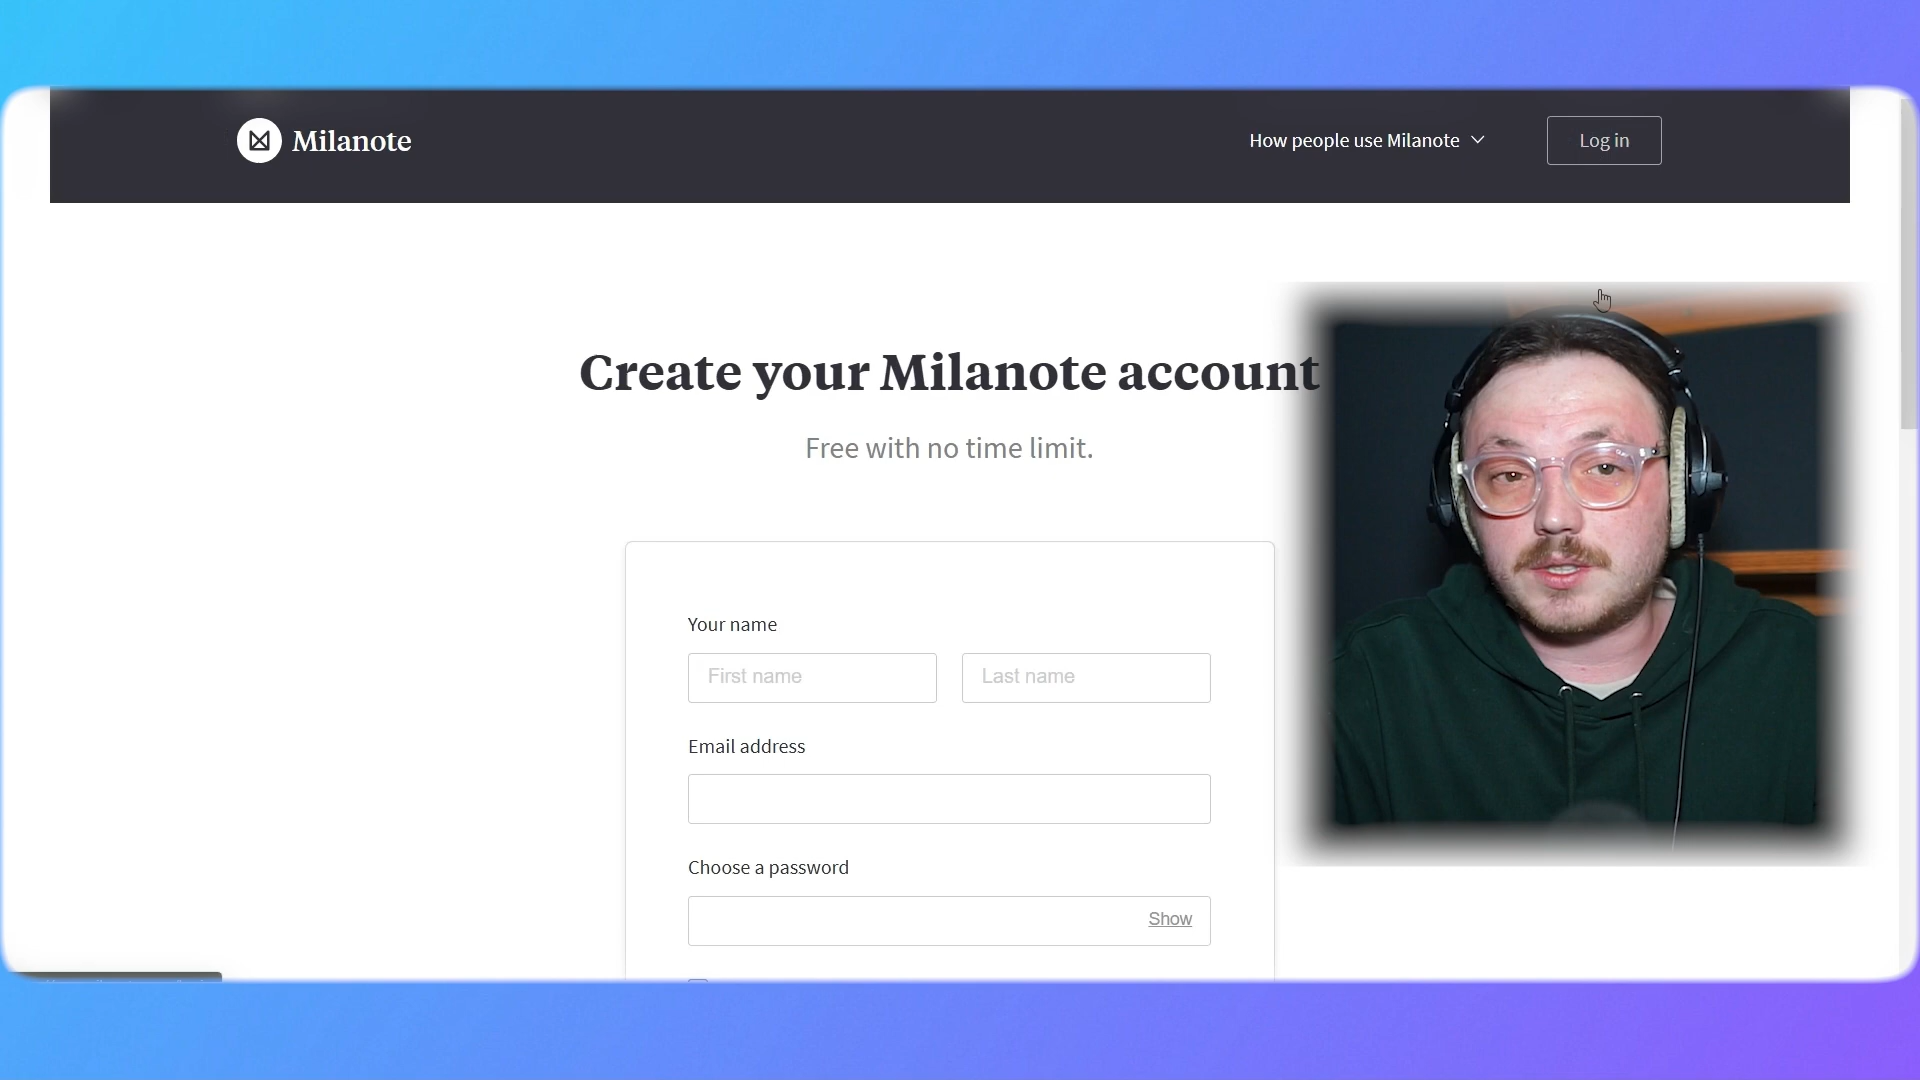 Milanote
How people use Milanote
Log in
Create your Milanote account
Free with no time limit.
Your name
First name
Last name
Email address
Choose a password
Show